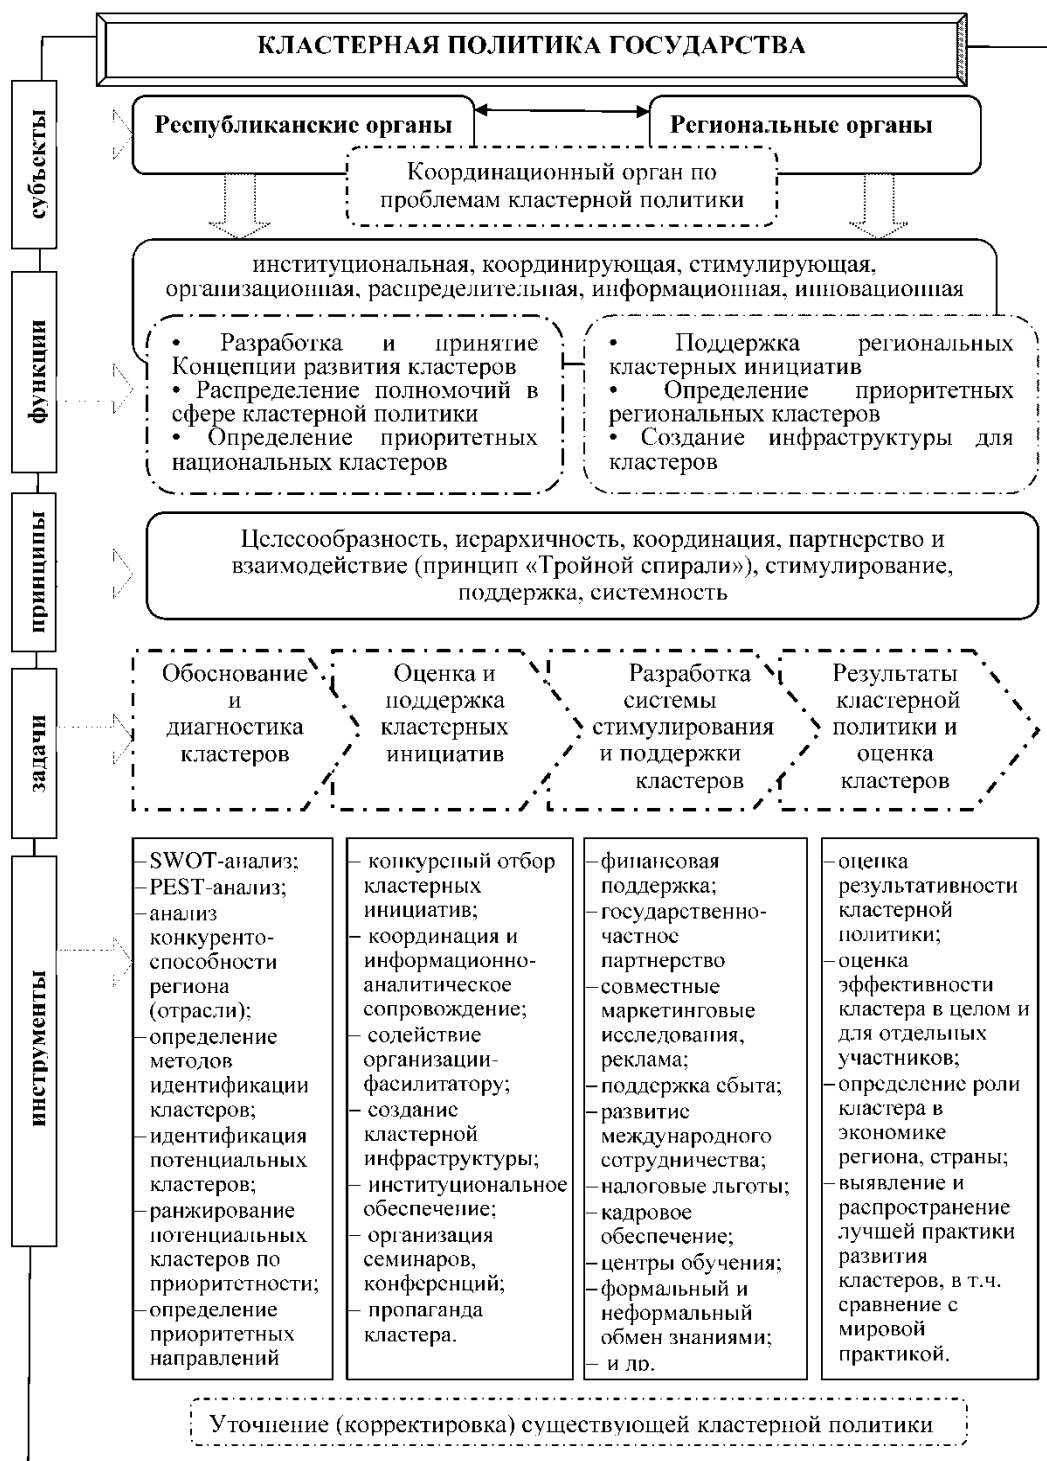 КЛАСТЕРНАЯ ПОЛИТИКА ГОСУДАРСТВА
субъекты
Республиканские органы
Региональные органы
Координационный орган по
проблемам кластерной политики
функции
институциональная, координирующая, стимулирующая,
организационная, распределительная, информационная, инновационная
• Разработка и принятие
Концепции развития кластеров
• Распределение полномочий в
сфере кластерной политики
• Определение приоритетных
национальных кластеров
• Поддержка региональных
кластерных инициатив
• Определение приоритетных
региональных кластеров
• Создание инфраструктуры для
кластеров
принципы
Целесообразность, иерархичность, координация, партнерство и
взаимодействие (принцип «Тройной спирали»), стимулирование,
поддержка, системность
задачи
Обоснование
и
диагностика
кластеров
Оценка и
поддержка
кластерных
инициатив
Разработка
системы
стимулирования
и поддержки
кластеров
Результаты
кластерной
политики и
оценка
кластеров
инструменты
– SWOT-анализ;
– PEST-анализ;
– анализ
конкуренто-
способности
региона
(отрасли);
– определение
методов
идентификации
кластеров;
– идентификация
потенциальных
кластеров;
– ранжирование
потенциальных
кластеров по
приоритетности;
– определение
приоритетных
направлений
– конкурсный отбор
кластерных
инициатив;
– координация и
информационно-
аналитическое
сопровождение;
– содействие
организации-
фасилитатору;
– создание
кластерной
инфраструктуры;
– институциональное
обеспечение;
– организация
семинаров,
конференций;
– пропаганда
кластера.
– финансовая
поддержка;
– государственно-
частное
партнерство
– совместные
маркетинговые
исследования,
реклама;
– поддержка сбыта;
– развитие
международного
сотрудничества;
– налоговые льготы;
– кадровое
обеспечение;
– центры обучения;
– формальный и
неформальный
обмен знаниями;
– и др.
– оценка
результативности
кластерной
политики;
– оценка
эффективности
кластера в целом и
для отдельных
участников;
– определение роли
кластера в
экономике
региона, страны;
– выявление и
распространение
лучшей практики
развития
кластеров, в т.ч.
сравнение с
мировой
практикой.
Уточнение (корректировка) существующей кластерной политики